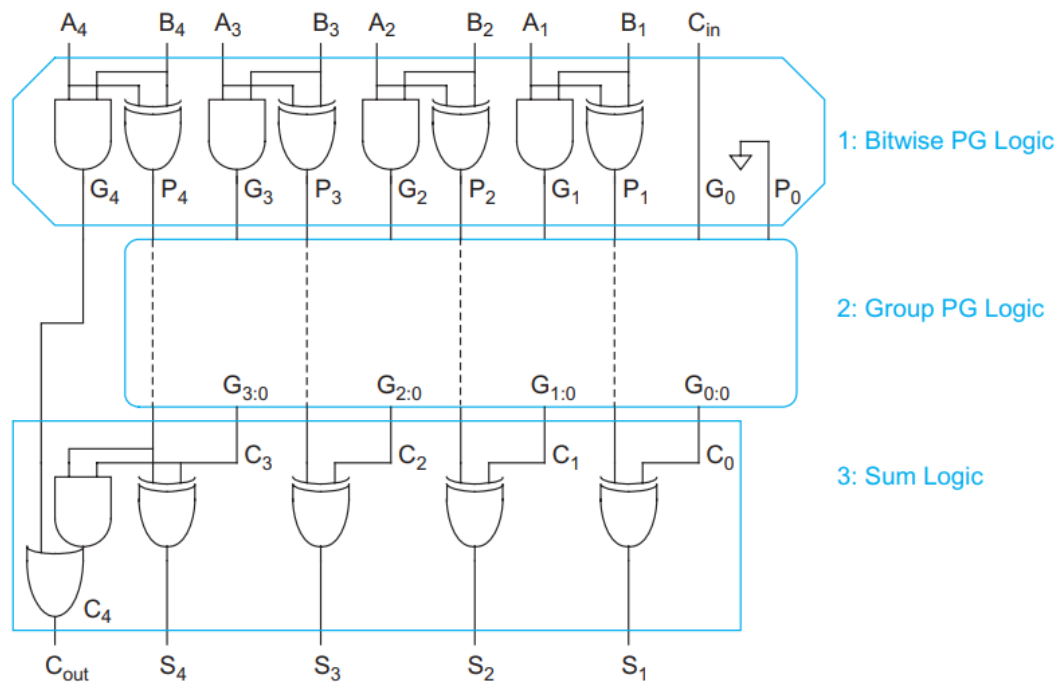 A4 B4 A3 B3 A2 B2 A1 B1 Cin
1: Bitwise PG Logic
G4 P4 G3 P3 G2 P2 G1 P1 G0 P0
2: Group PG Logic
G3:0 G2:0 G1:0 G0:0
C3 C2 C1 C0
3: Sum Logic
C4
Cout S4 S3 S2 S1